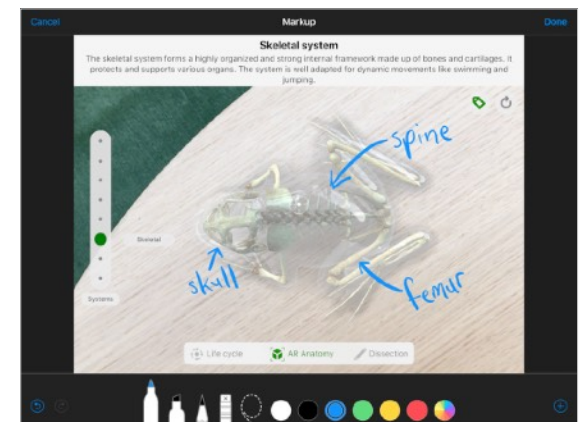 Cancel
Markup
Done
Skeletal system
The skeletal system forms a highly organized and strong internal framework made up of bones and cartilages. It
protects and supports various organs. The system is well adapted for dynamic movements like swimming and
jumping.
spine
Skeletal
skull
femur
Systems
Life cycle
AR Anatomy
Dissection